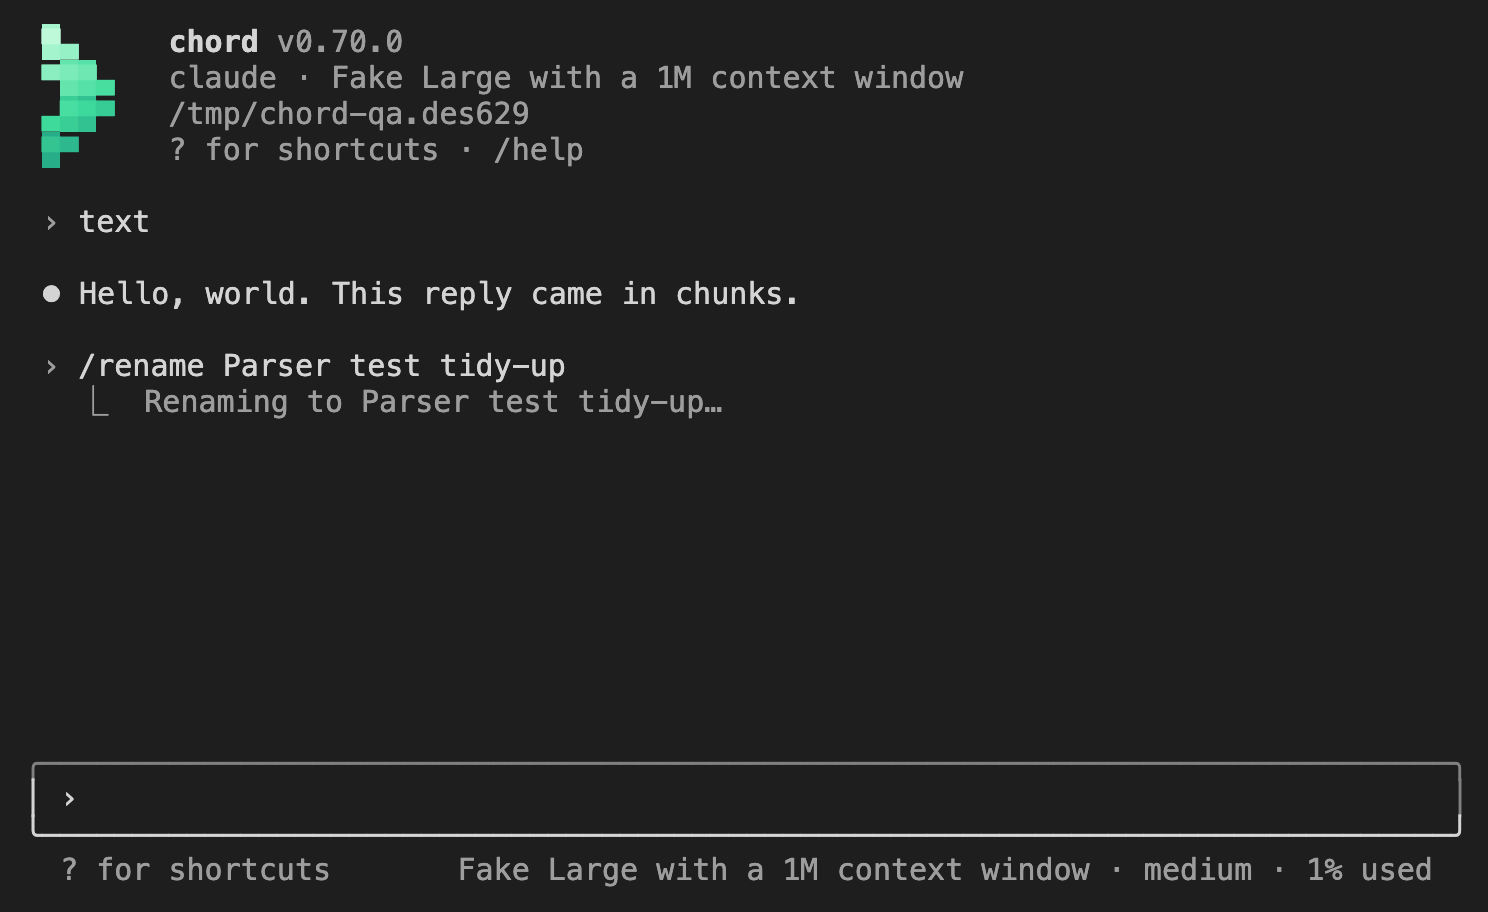 chord v0.70.0
claude · Fake Large with a 1M context window
/tmp/chord-qa.des629
? for shortcuts · /help
› text
● Hello, world. This reply came in chunks.
› /rename Parser test tidy-up
⎿ Renaming to Parser test tidy-up…
›
? for shortcuts Fake Large with a 1M context window · medium · 1% used